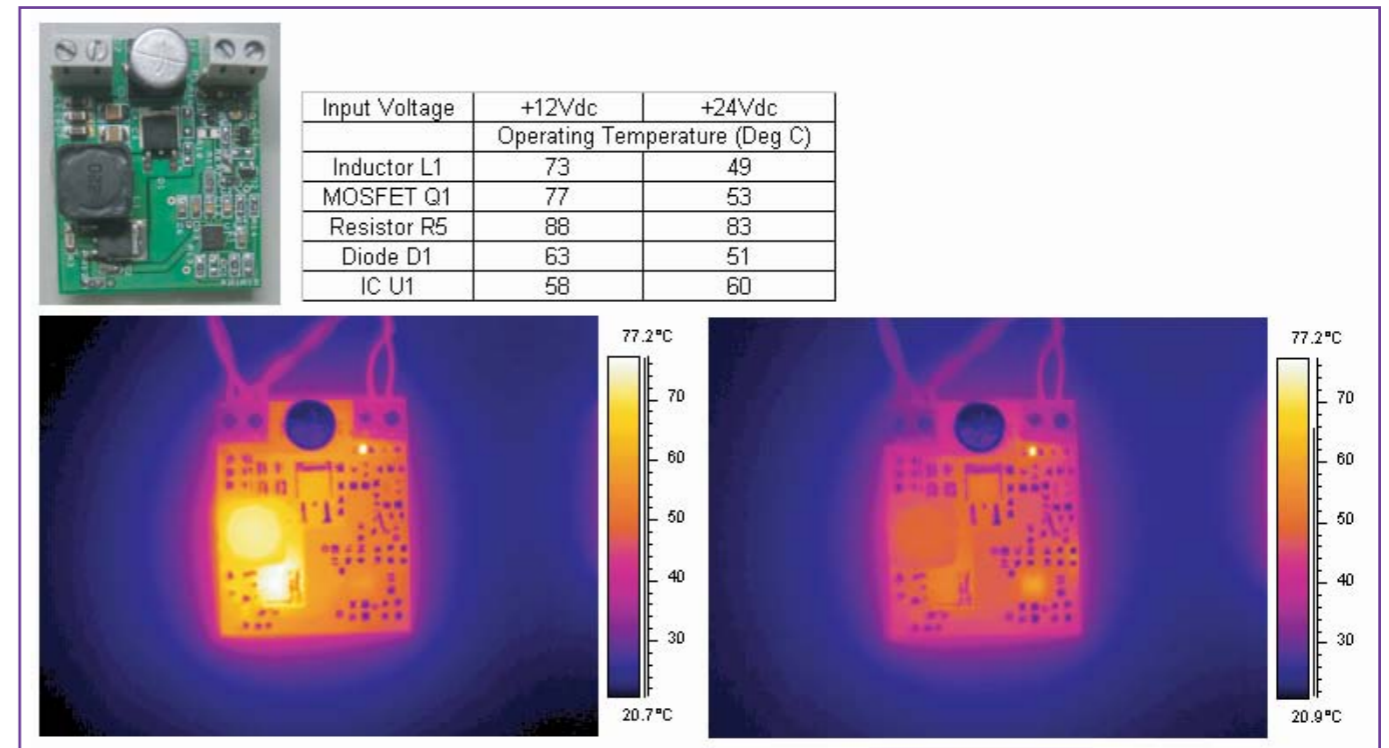 Input Voltage +12Vdc +24Vdc
Operating Temperature (Deg C)
Inductor L1 73 49
MOSFET Q1 77 53
Resistor R5 88 83
Diode D1 63 51
IC U1 58 60
220
77.2°C
70
60
50
40
30
20.7°C
77.2°C
70
60
50
40
30
20.9°C